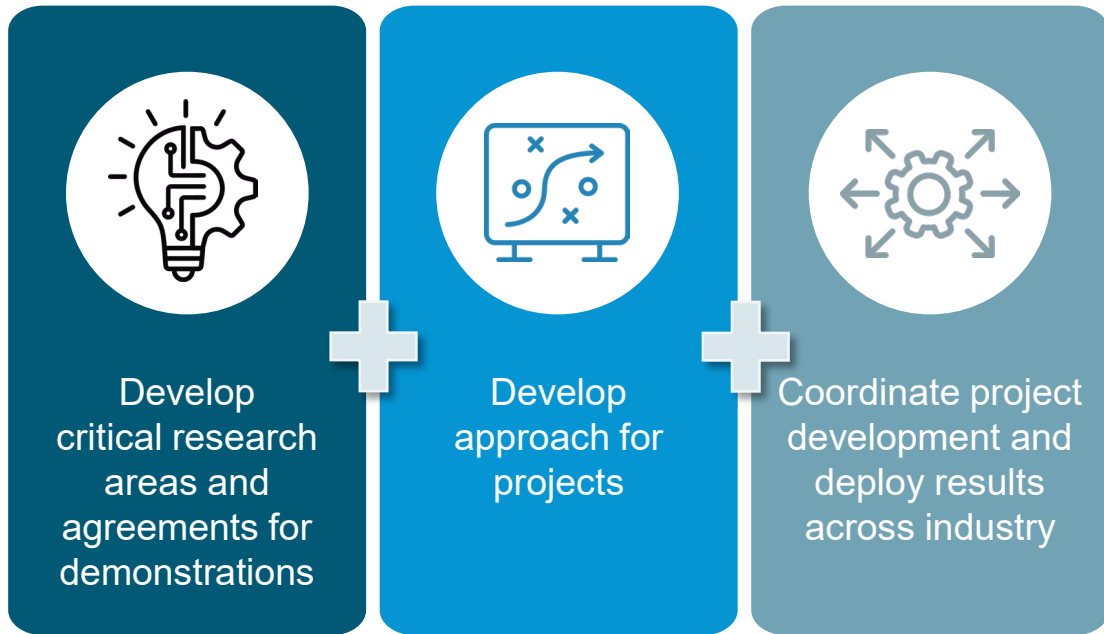 Develop
critical research
areas and
agreements for
demonstrations
Develop
approach for
projects
Coordinate project
development and
deploy results
across industry